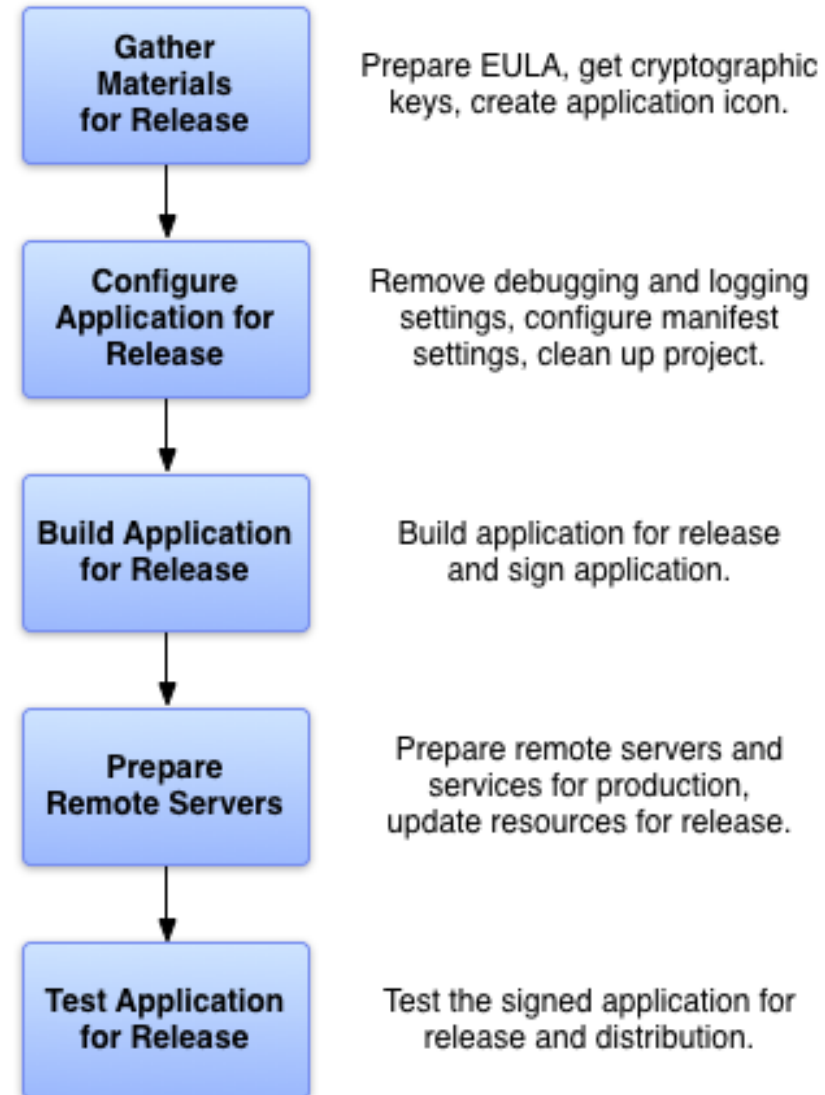 Gather
Materials
for Release
Prepare EULA, get cryptographic
keys, create application icon.
Configure
Application for
Release
Remove debugging and logging
settings, configure manifest
settings, clean up project.
Build Application
for Release
Build application for release
and sign application.
Prepare
Remote Servers
Prepare remote servers and
services for production,
update resources for release.
Test Application
for Release
Test the signed application for
release and distribution.